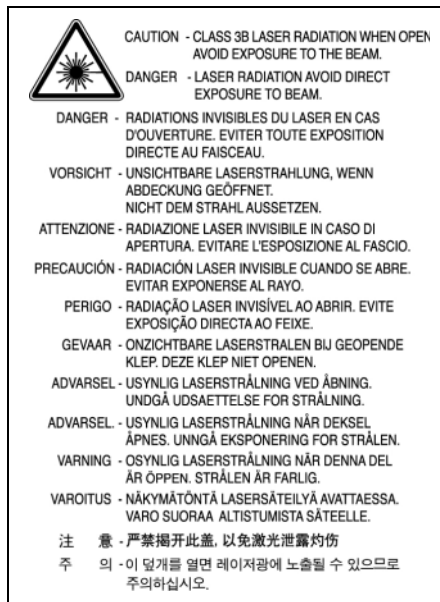 CAUTION - CLASS 3B LASER RADIATION WHEN OPEN
AVOID EXPOSURE TO THE BEAM.
DANGER - LASER RADIATION AVOID DIRECT
EXPOSURE TO BEAM.
DANGER - RADIATIONS INVISIBLES DU LASER EN CAS
D'OUVERTURE. EVITER TOUTE EXPOSITION
DIRECTE AU FAISCEAU.
VORSICHT - UNSICHTBARE LASERSTRAHLUNG, WENN
ABDECKUNG GEÖFFNET.
NICHT DEM STRAHL AUSSETZEN.
ATTENZIONE - RADIAZIONE LASER INVISIBILE IN CASO DI
APERTURA. EVITARE L'ESPOSIZIONE AL FASCIO.
PRECAUCIÓN - RADIACIÓN LASER INVISIBLE CUANDO SE ABRE.
EVITAR EXPONERSE AL RAYO.
PERIGO - RADIAÇÃO LASER INVISÍVEL AO ABRIR. EVITE
EXPOSIÇÃO DIRECTA AO FEIXE.
GEVAAR - ONZICHTBARE LASERSTRALEN BIJ GEOPENDE
KLEP. DEZE KLEP NIET OPENEN.
ADVARSEL - USYNLIG LASERSTRÅLNING VED ÅBNING.
UNDGÅ UDSAETTELSE FOR STRÅLNING.
ADVARSEL. - USYNLIG LASERSTRÅLNING NÅR DEKSEL
ÅPNES. UNNGÅ EKSPONERING FOR STRÅLEN.
VARNING - OSYNLIG LASERSTRÅLNING NÄR DENNA DEL
ÄR ÖPPEN. STRÅLEN ÄR FARLIG.
VAROITUS - NÄKYMÄTÖNTÄ LASERSÄTEILYÄ AVATTAESSA.
VARO SUORAA ALTISTUMISTA SÄTEELLE.
注 意 - 严禁揭开此盖, 以免激光泄露灼伤
주 의 - 이 덮개를 열면 레이저광에 노출될 수 있으므로
주의하십시오.